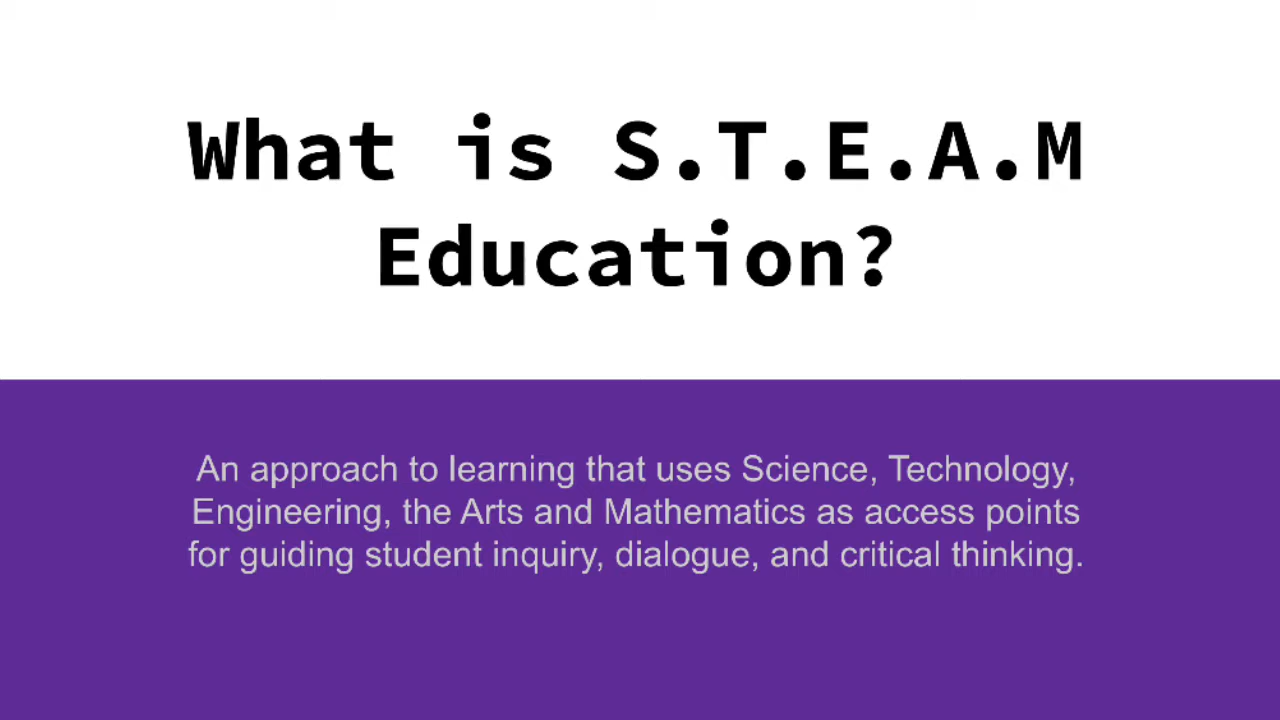 What is S.T.E.A.M
Education?
An approach to learning that uses Science, Technology,
Engineering, the Arts and Mathematics as access points
for guiding student inquiry, dialogue, and critical thinking.